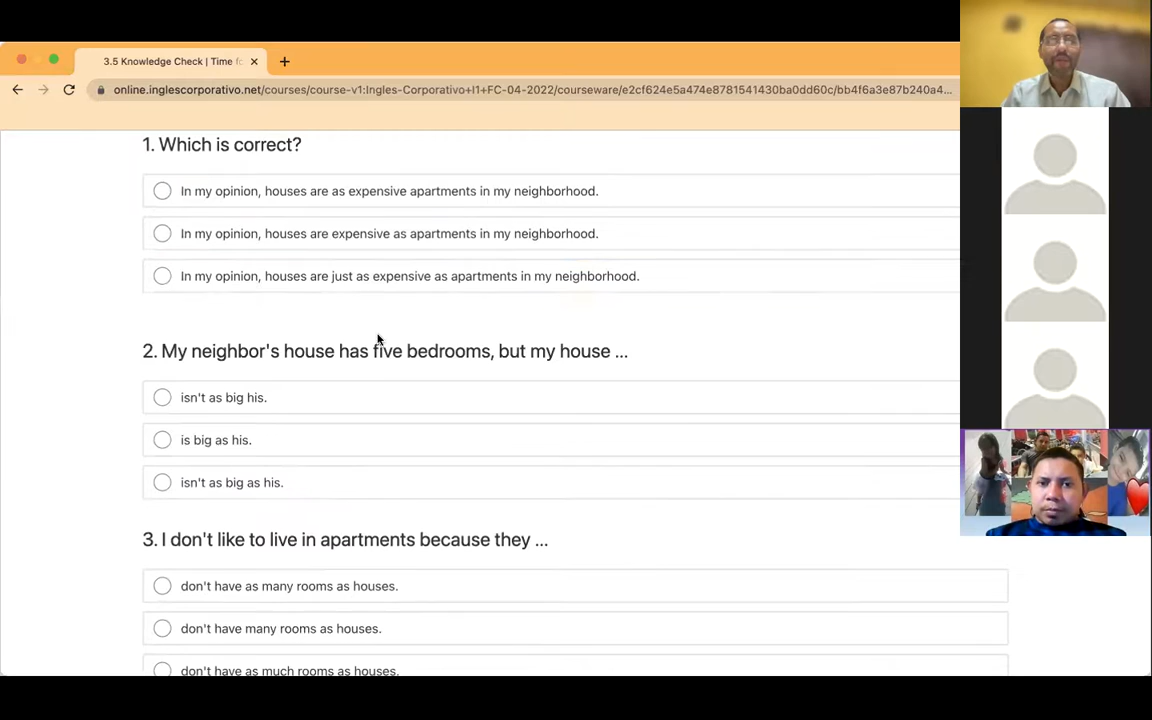 3.5 Knowledge Check | Time fo
online.inglescorporativo.net/courses/course-v1:Ingles-Corporativo+I1+FC-04-2022/courseware/e2cf624e5a474e8781541430ba0dd60c/bb4f6a3e87b240a4...
1. Which is correct?
In my opinion, houses are as expensive apartments in my neighborhood.
In my opinion, houses are expensive as apartments in my neighborhood.
In my opinion, houses are just as expensive as apartments in my neighborhood.
2. My neighbor's house has five bedrooms, but my house ...
isn't as big his.
is big as his.
isn't as big as his.
3. I don't like to live in apartments because they ...
don't have as many rooms as houses.
don't have many rooms as houses.
don't have as much rooms as houses.